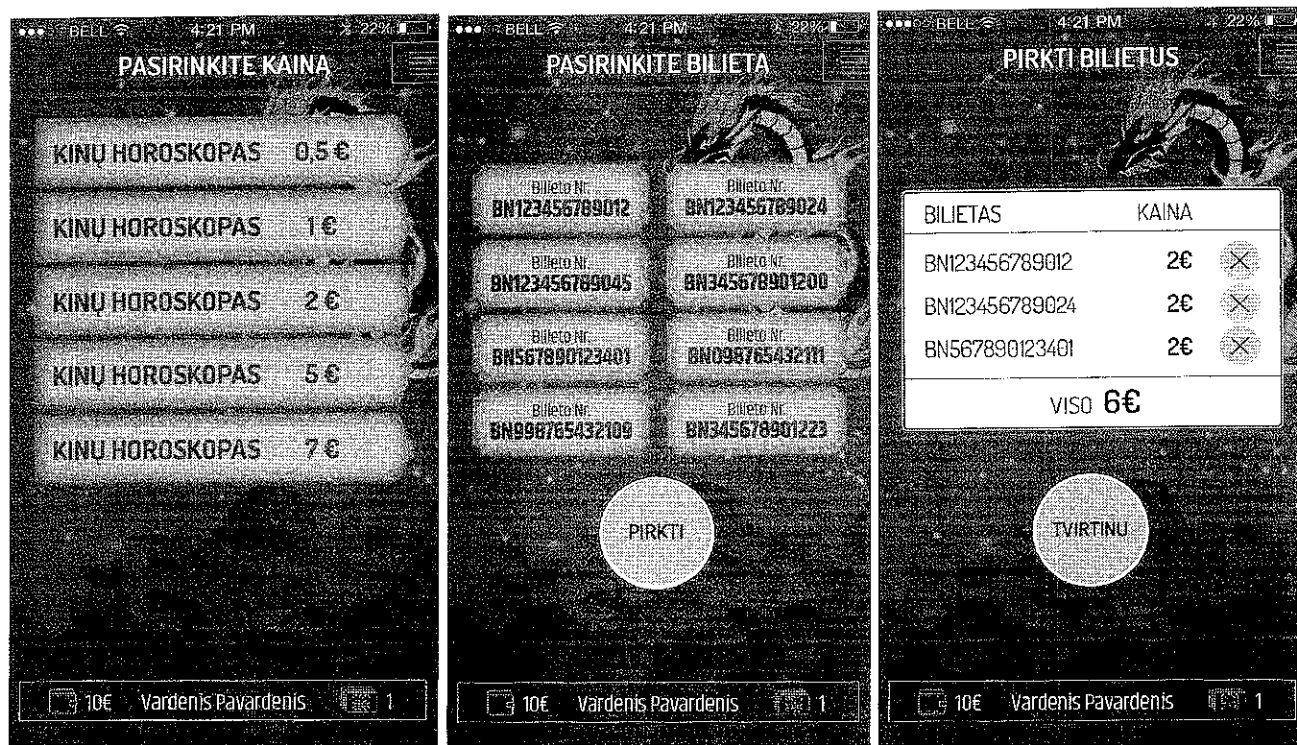 BELL 4:21 PM 22%
PASIRINKITE KAINĄ
KINŲ HOROSKOPAS 0,5 €
KINŲ HOROSKOPAS 1 €
KINŲ HOROSKOPAS 2 €
KINŲ HOROSKOPAS 5 €
KINŲ HOROSKOPAS 7 €
10€ Vardenis Pavardenis 1
BELL 4:21 PM 22%
PASIRINKITE BILIETĄ
Bilieto Nr. Bilieto Nr.
BN123456789012 BN123456789024
Bilieto Nr. Bilieto Nr.
BN123456789045 BN345678901200
Bilieto Nr. Bilieto Nr.
BN567890123401 BN098765432111
Bilieto Nr. Bilieto Nr.
BN998765432109 BN345678901223
PIRKTI
10€ Vardenis Pavardenis 1
BELL 4:21 PM 22%
PIRKTI BILIETUS
BILIETAS KAINA
BN123456789012 2€
BN123456789024 2€
BN567890123401 2€
VISO 6€
TVIRTINU
10€ Vardenis Pavardenis 1